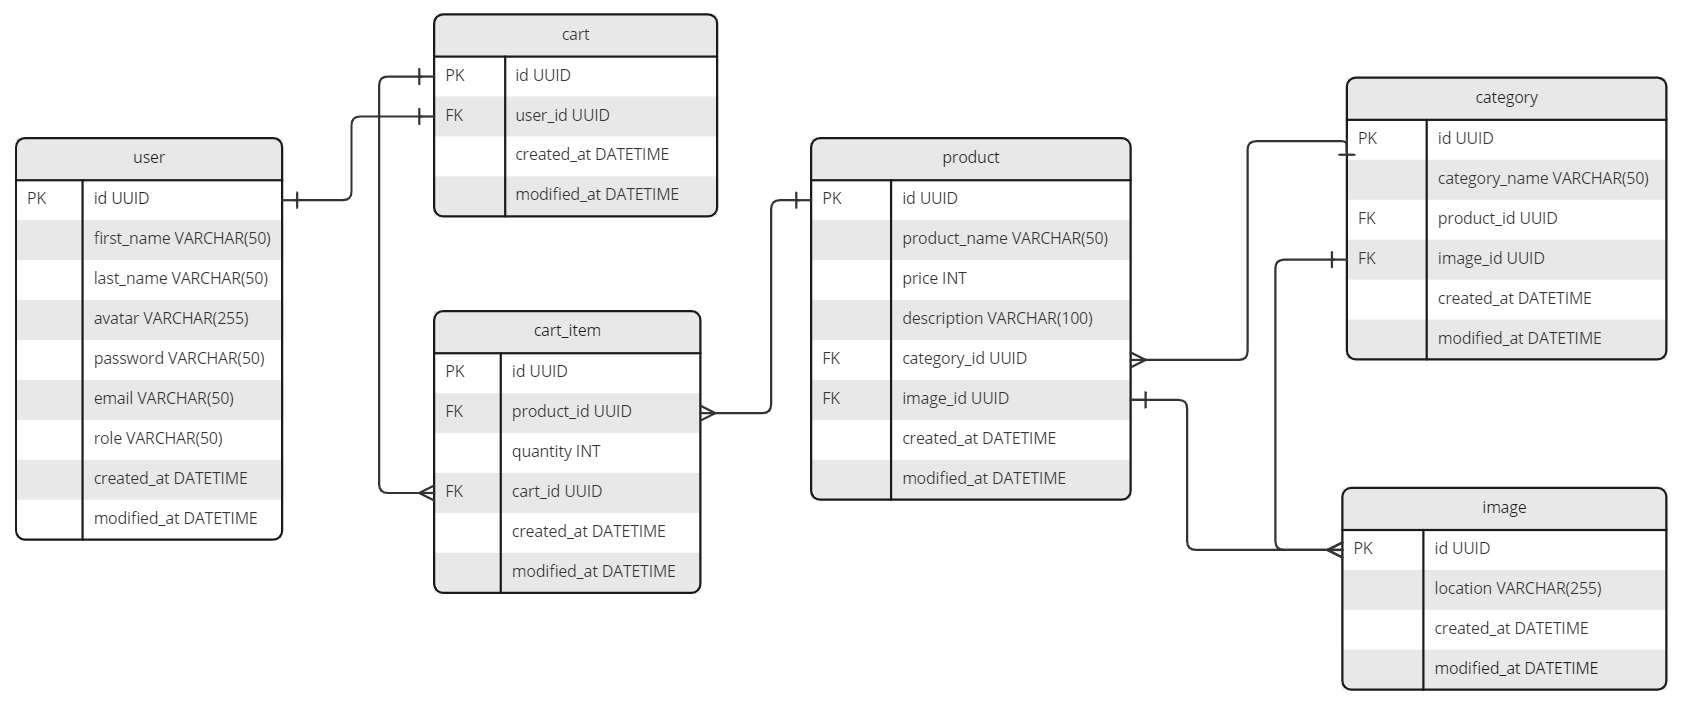 user
PK id UUID
first_name VARCHAR(50)
last_name VARCHAR(50)
avatar VARCHAR(255)
password VARCHAR(50)
email VARCHAR(50)
role VARCHAR(50)
created_at DATETIME
modified_at DATETIME
cart
PK id UUID
FK user_id UUID
created_at DATETIME
modified_at DATETIME
cart_item
PK id UUID
FK product_id UUID
quantity INT
FK cart_id UUID
created_at DATETIME
modified_at DATETIME
product
PK id UUID
product_name VARCHAR(50)
price INT
description VARCHAR(100)
FK category_id UUID
FK image_id UUID
created_at DATETIME
modified_at DATETIME
category
PK id UUID
category_name VARCHAR(50)
FK product_id UUID
FK image_id UUID
created_at DATETIME
modified_at DATETIME
image
PK id UUID
location VARCHAR(255)
created_at DATETIME
modified_at DATETIME